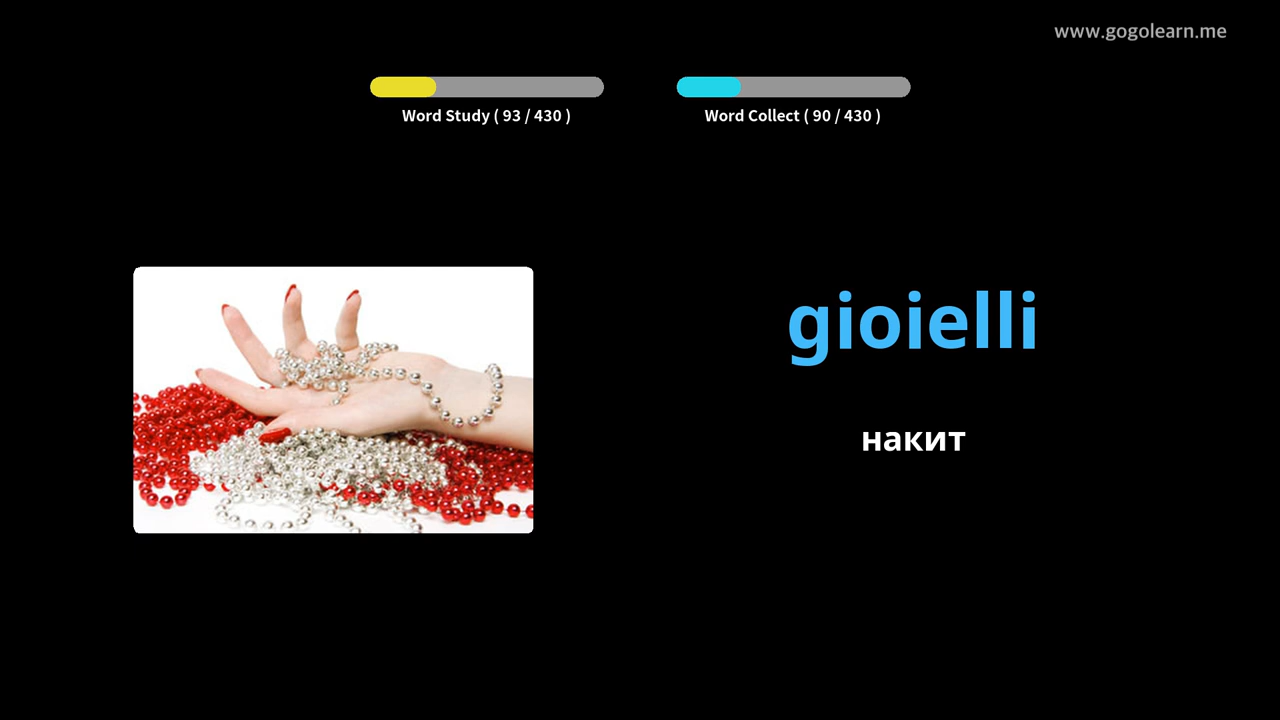 www.gogolearn.me
Word Study ( 93 / 430 )
Word Collect ( 90 / 430 )
gioielli
накит